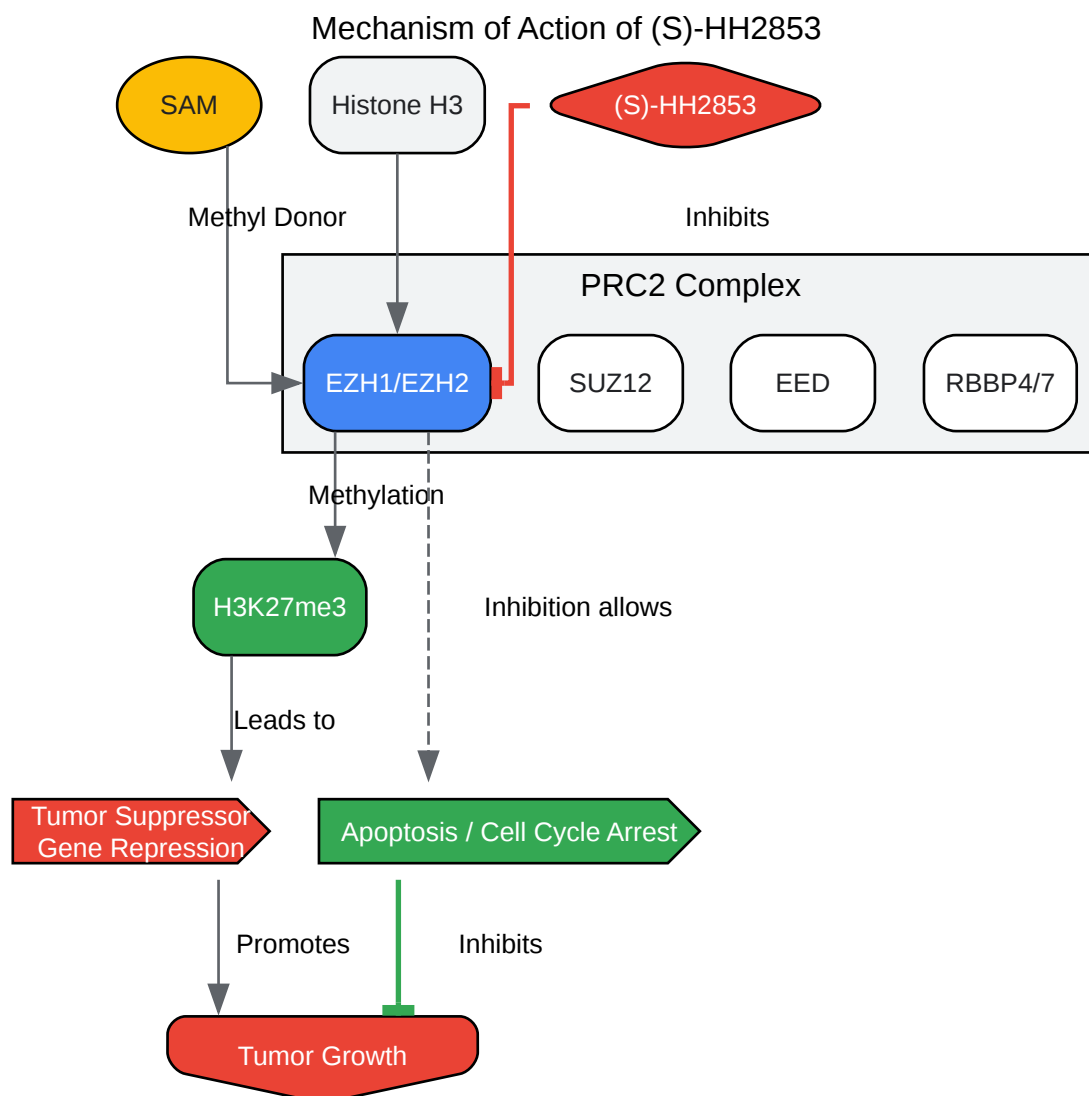 Mechanism of Action of (S)-HH2853
SAM
Histone H3
(S)-HH2853
Methyl Donor
Inhibits
PRC2 Complex
EZH1/EZH2
SUZ12
EED
RBBP4/7
Methylation
H3K27me3
Inhibition allows
Leads to
Tumor Suppressor
Gene Repression
Apoptosis / Cell Cycle Arrest
Promotes
Inhibits
Tumor Growth